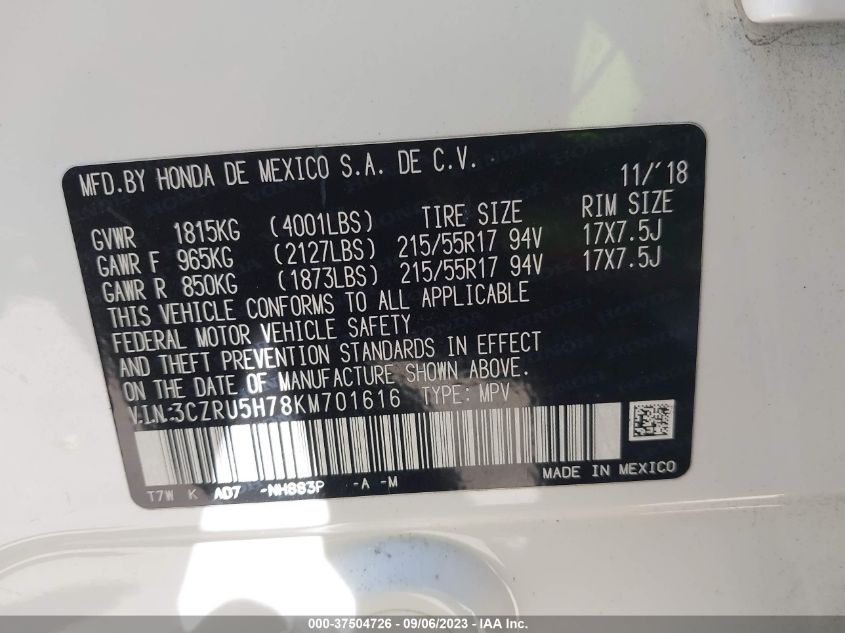 MFD.BY HONDA DE MEXICO S.A. DE C.V. 11/'18
GVWR 1815KG (4001LBS) TIRE SIZE RIM SIZE
GAWR F 965KG (2127LBS) 215/55R17 94V 17X7.5J
GAWR R 850KG (1873LBS) 215/55R17 94V 17X7.5J
THIS VEHICLE CONFORMS TO ALL APPLICABLE
FEDERAL MOTOR VEHICLE SAFETY
AND THEFT PREVENTION STANDARDS IN EFFECT
ON THE DATE OF MANUFACTURE SHOWN ABOVE.
V.I.N:3CZRU5H78KM701616 TYPE: MPV
T7W K AD7 -NH883P -A -M MADE IN MEXICO
000-37504726 - 09/06/2023 - IAA Inc.